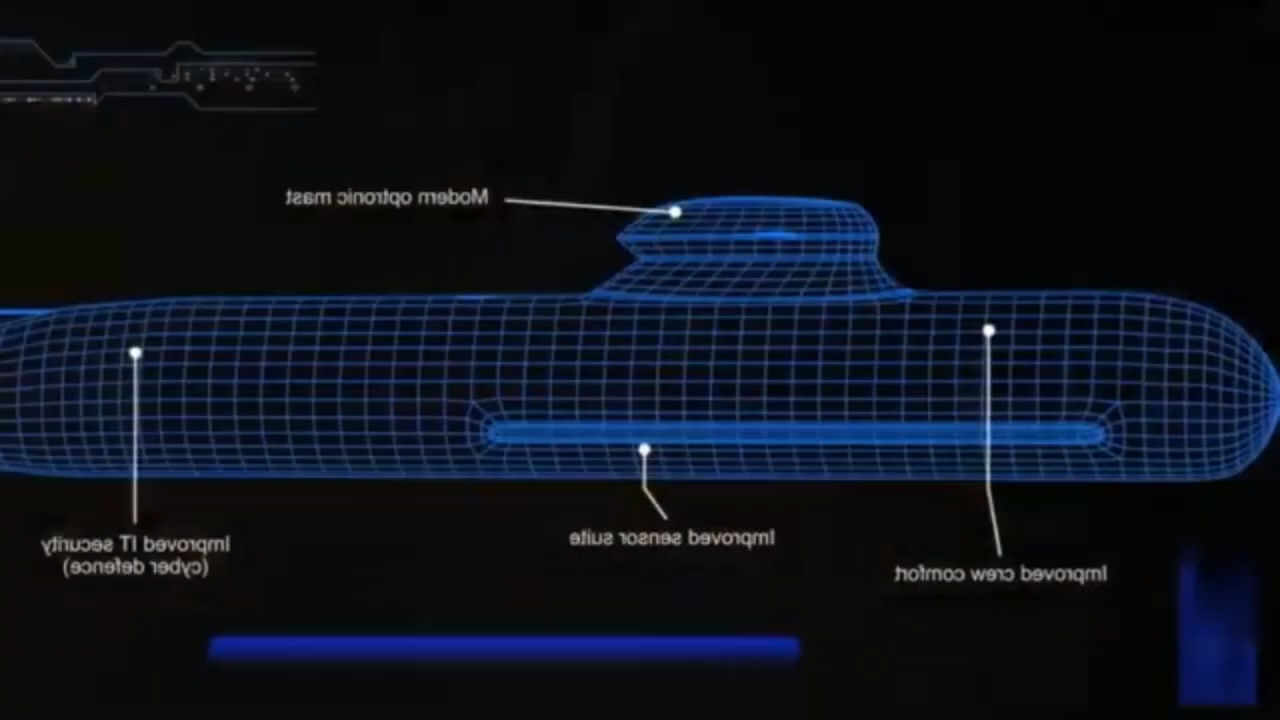 Modern optronic mast
Improved IT security
(cyber defence)
Improved sensor suite
Improved crew comfort